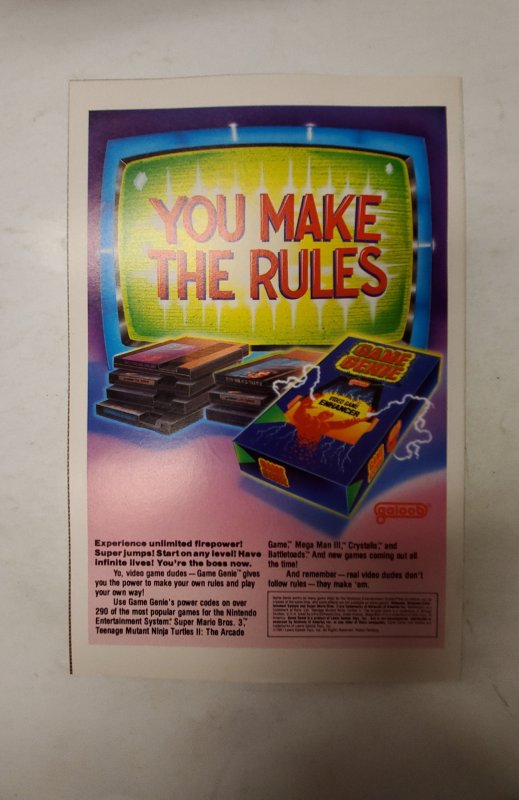 YOU MAKE
THE RULES
GAME
GENIE
VIDEO GAME
ENHANCER
GAME
GENIE
galoob®
Experience unlimited firepower!
Super jumps! Start on any level! Have
infinite lives! You're the boss now.
Yo, video game dudes — Game Genie™ gives
you the power to make your own rules and play
your own way!
Use Game Genie's power codes on over
290 of the most popular games for the Nintendo
Entertainment System.® Super Mario Bros. 3,™
Teenage Mutant Ninja Turtles II: The Arcade
Game,™ Mega Man III,™ Crystalis,™ and
Battletoads.™ And new games coming out all
the time!
And remember — real video dudes don't
follow rules — they make 'em.